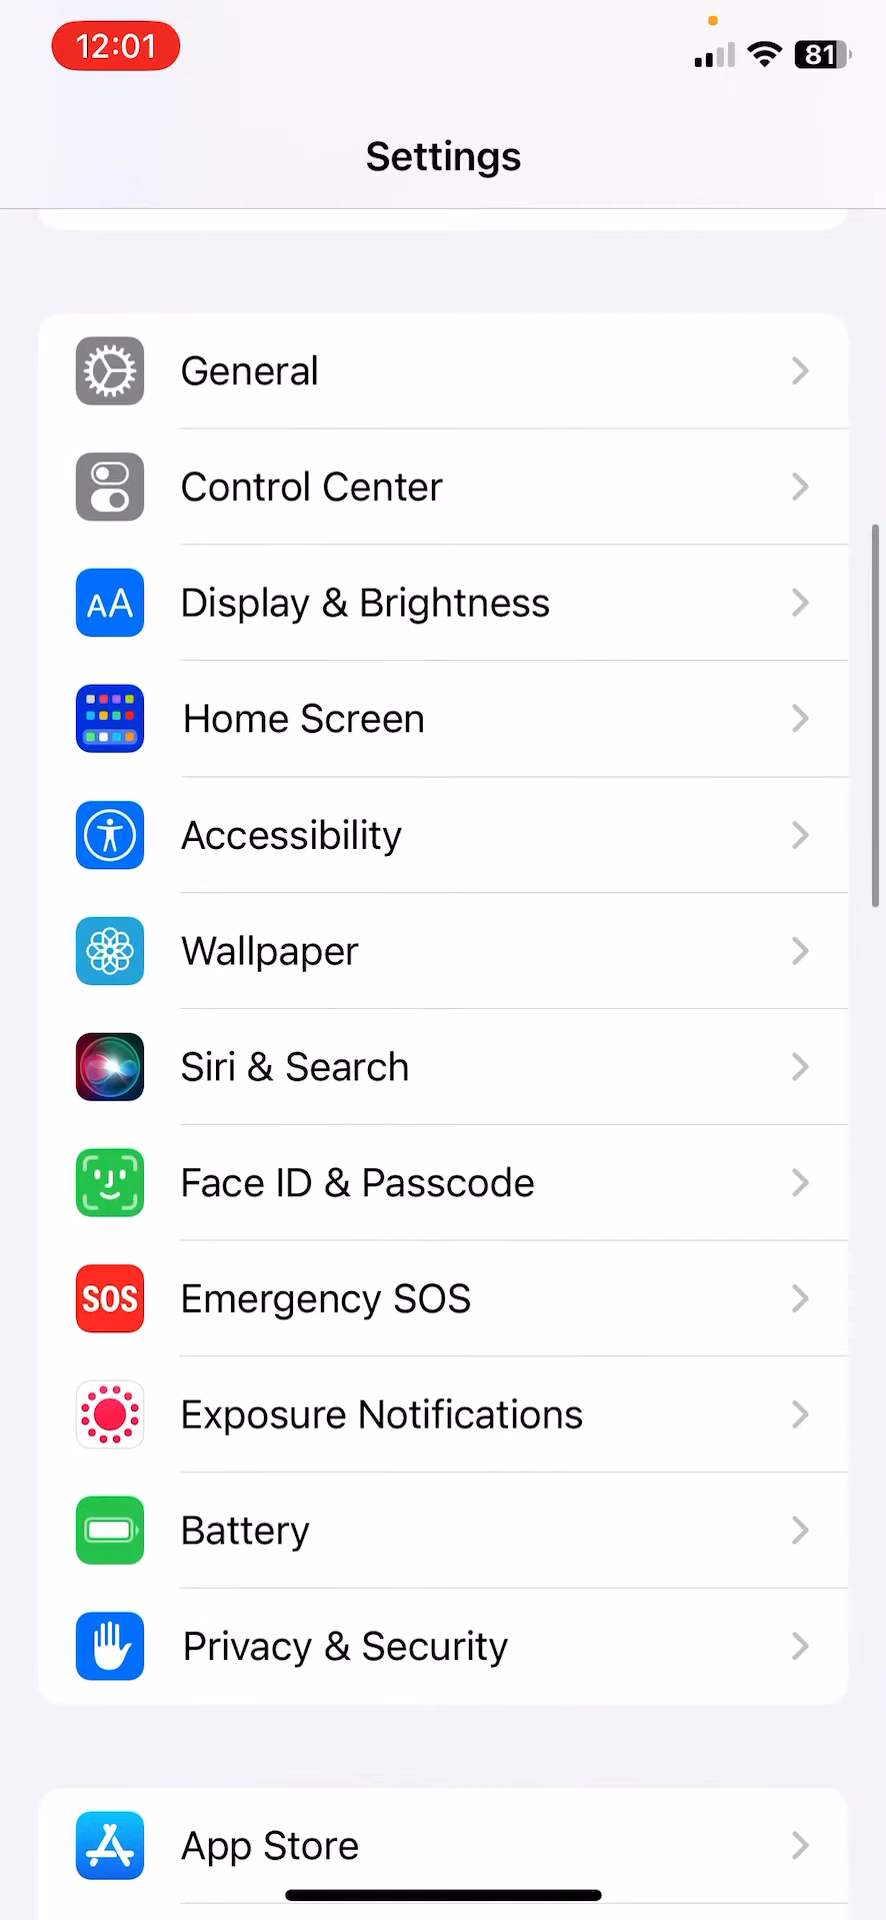 12:01
81
Settings
General
Control Center
AA Display & Brightness
Home Screen
Accessibility
Wallpaper
Siri & Search
Face ID & Passcode
SOS Emergency SOS
Exposure Notifications
Battery
Privacy & Security
App Store